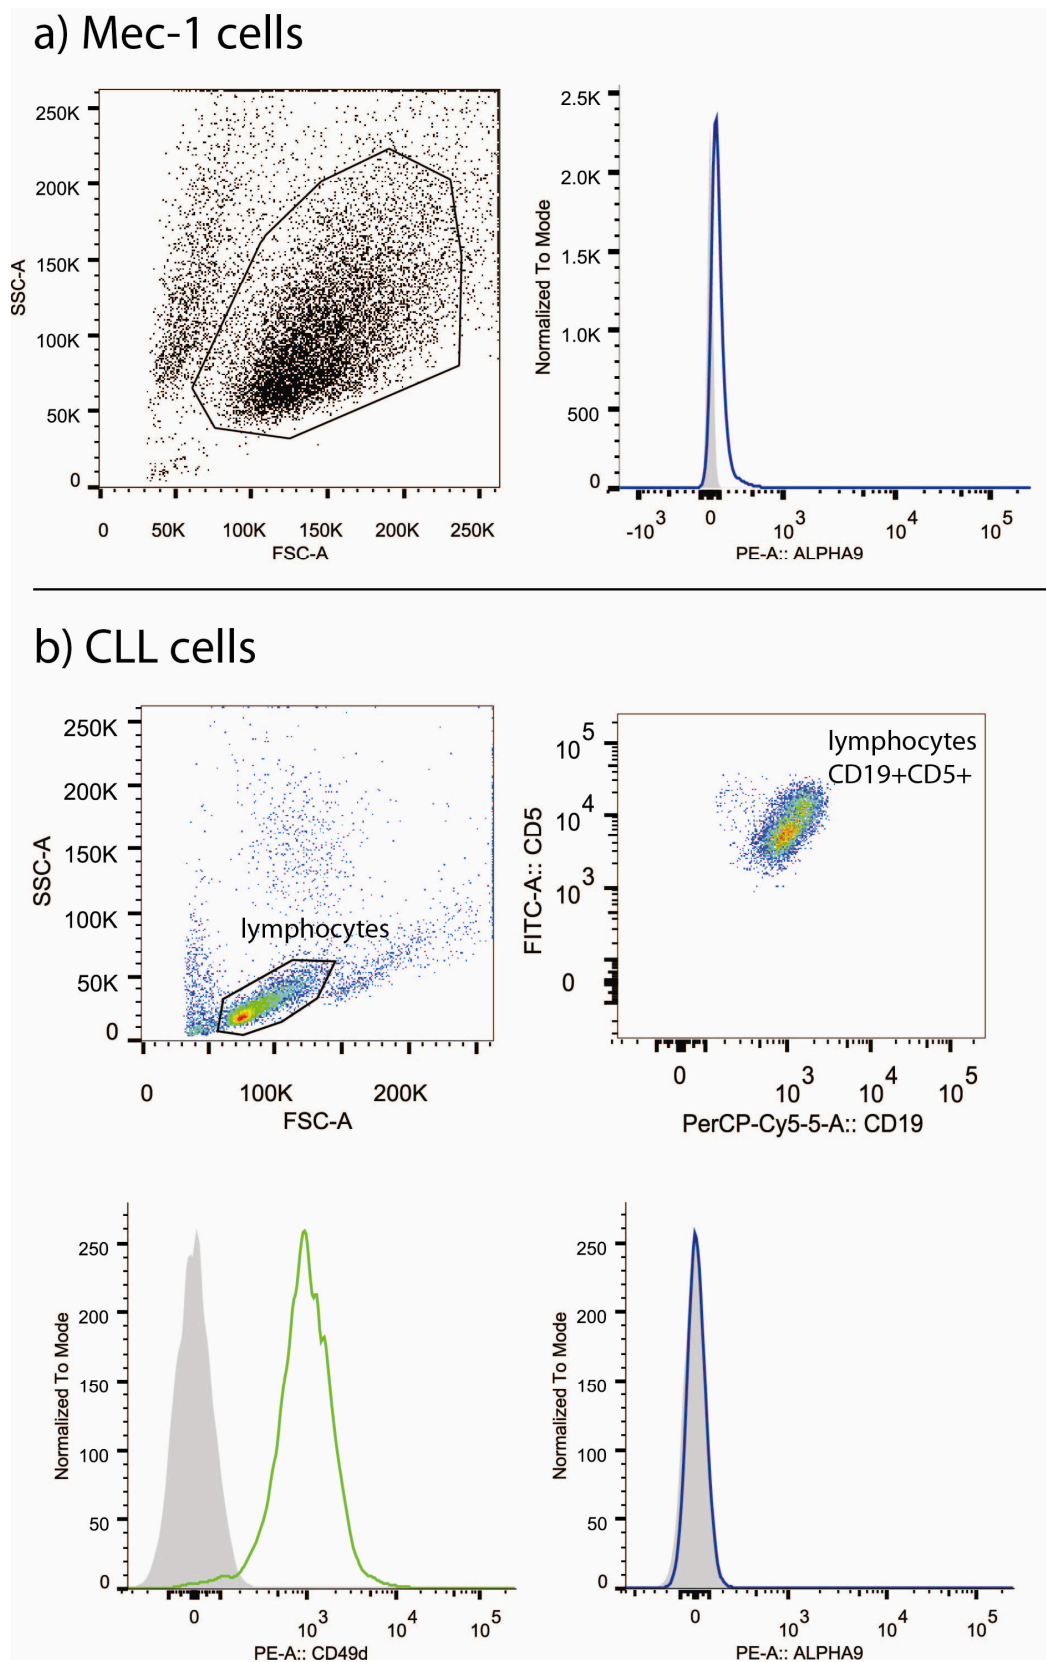 a) Mec-1 cells
250K
200K
150K
100K
50K
0
SSC-A
0 50K 100K 150K 200K 250K
FSC-A
2.5K
2.0K
1.5K
1.0K
500
0
Normalized To Mode
-10^3 0 10^3 10^4 10^5
PE-A:: ALPHA9
b) CLL cells
250K
200K
150K
100K
50K
0
SSC-A
lymphocytes
0 100K 200K
FSC-A
lymphocytes
CD19+CD5+
10^5
10^4
10^3
0
FITC-A:: CD5
0 10^3 10^4 10^5
PerCP-Cy5-5-A:: CD19
250
200
150
100
50
0
Normalized To Mode
0 10^3 10^4 10^5
PE-A:: CD49d
250
200
150
100
50
0
Normalized To Mode
0 10^3 10^4 10^5
PE-A:: ALPHA9